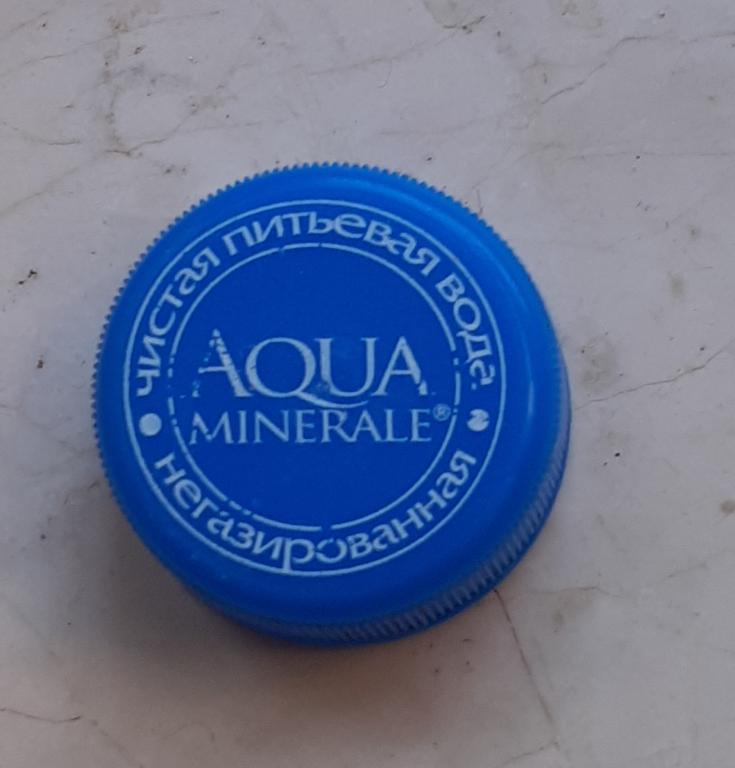 чистая питьевая вода
AQUA
MINERALE®
негазированная